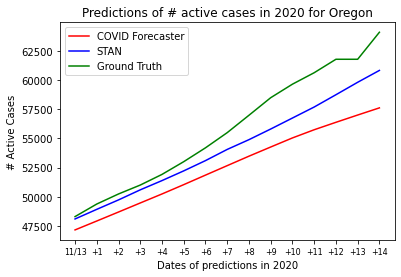 Predictions of # active cases in 2020 for Oregon
COVID Forecaster
STAN
Ground Truth
# Active Cases
62500
60000
57500
55000
52500
50000
47500
11/13 +1 +2 +3 +4 +5 +6 +7 +8 +9 +10 +11 +12 +13 +14
Dates of predictions in 2020